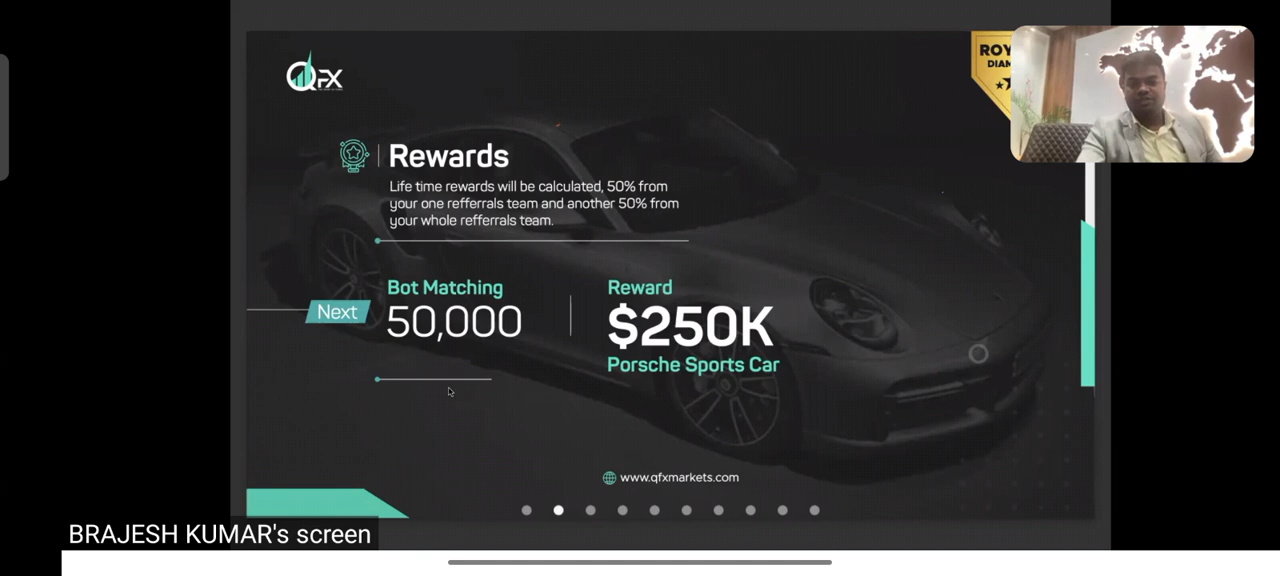 QFX
ROY
DIAM
Rewards
Life time rewards will be calculated, 50% from
your one refferrals team and another 50% from
your whole refferrals team.
Next
Bot Matching
50,000
Reward
$250K
Porsche Sports Car
www.qfxmarkets.com
BRAJESH KUMAR's screen